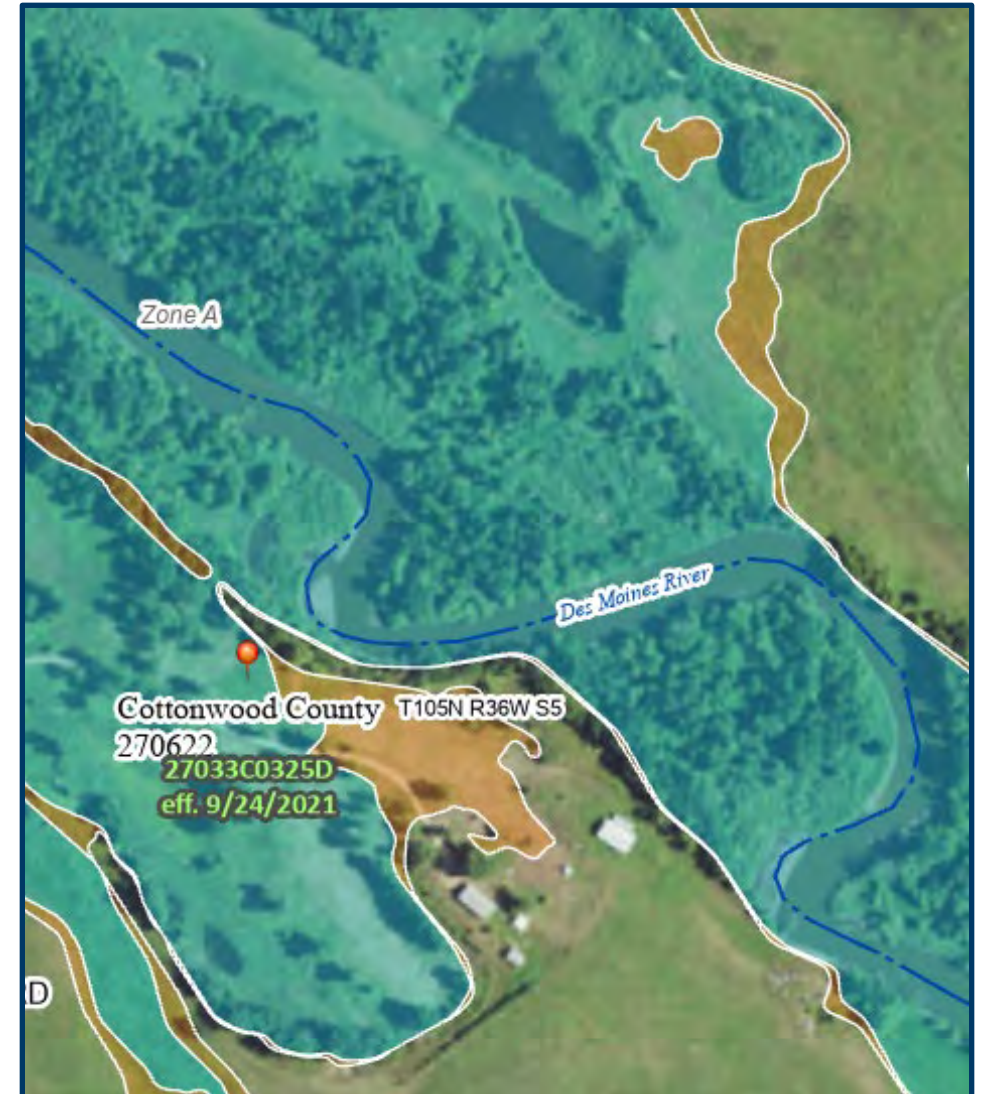 Zone A
Des Moines River
Cottonwood County
T105N R36W S5
270622
27033C0325D
eff. 9/24/2021
D